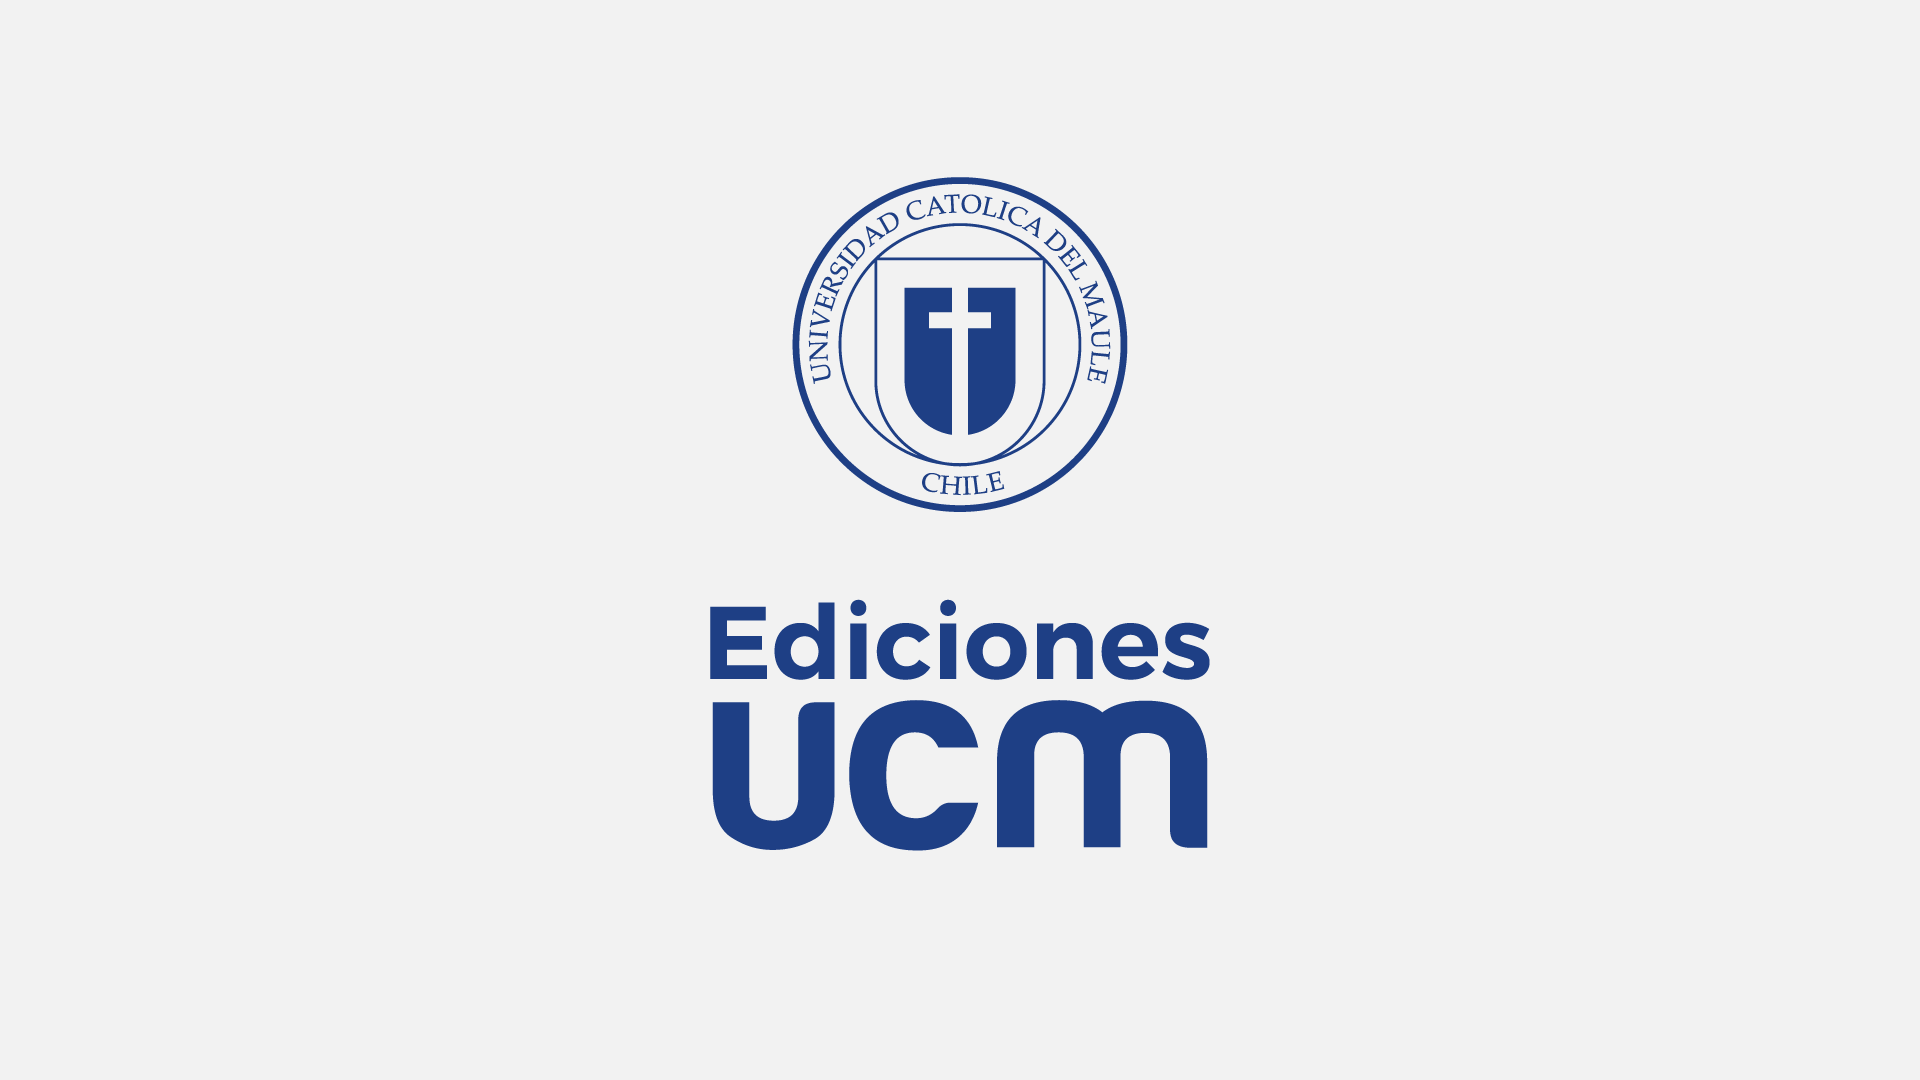 UNIVERSIDAD CATOLICA DEL MAULE
CHILE
Ediciones
ucm